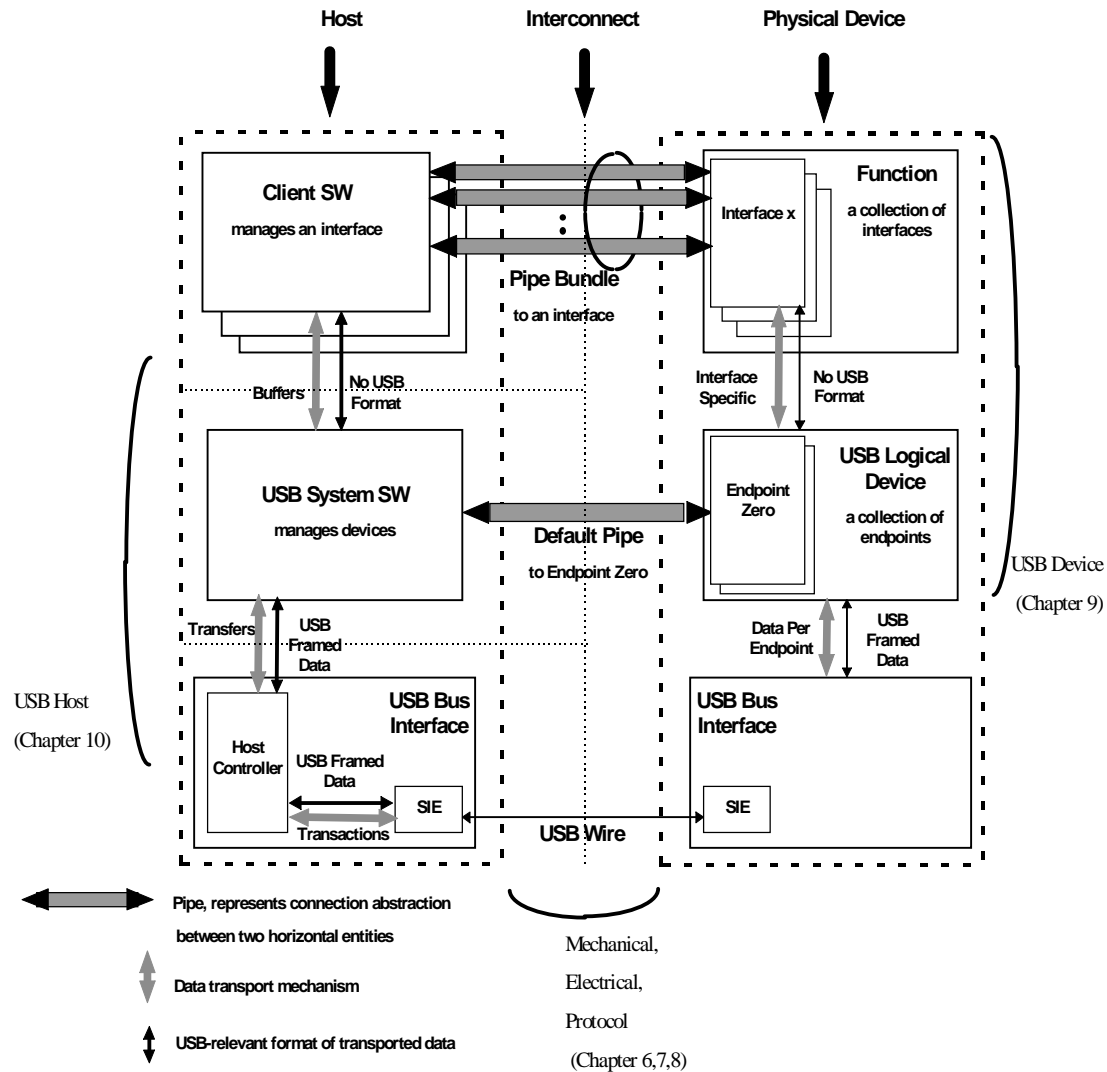 Host
Interconnect
Physical Device
Client SW
manages an interface
Function
a collection of
interfaces
Interface x
Pipe Bundle
to an interface
Buffers
No USB
Format
Interface
Specific
No USB
Format
USB System SW
manages devices
Default Pipe
to Endpoint Zero
USB Logical
Device
a collection of
endpoints
Endpoint
Zero
USB Device
(Chapter 9)
Transfers
USB
Framed
Data
Data Per
Endpoint
USB
Framed
Data
USB Host
(Chapter 10)
USB Bus
Interface
Host
Controller
USB Framed
Data
SIE
Transactions
USB Wire
USB Bus
Interface
SIE
Pipe, represents connection abstraction
between two horizontal entities
Data transport mechanism
USB-relevant format of transported data
Mechanical,
Electrical,
Protocol
(Chapter 6,7,8)